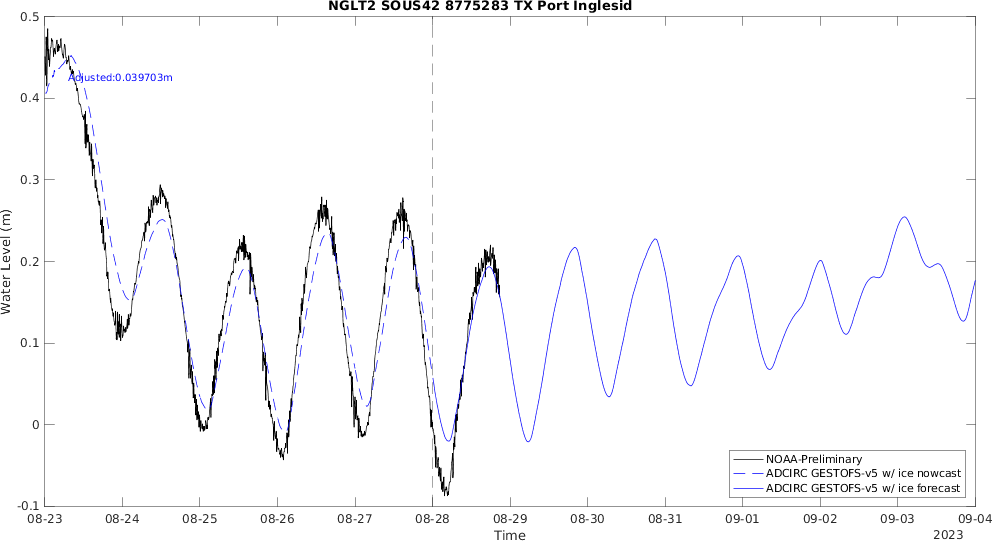 NGLT2 SOUS42 8775283 TX Port Inglesid
0.5
Adjusted:0.039703m
0.4
0.3
0.2
0.1
0
-0.1
Water Level (m)
NOAA-Preliminary
ADCIRC GESTOFS-v5 w/ ice nowcast
ADCIRC GESTOFS-v5 w/ ice forecast
08-23 08-24 08-25 08-26 08-27 08-28 08-29 08-30 08-31 09-01 09-02 09-03 09-04
Time
2023